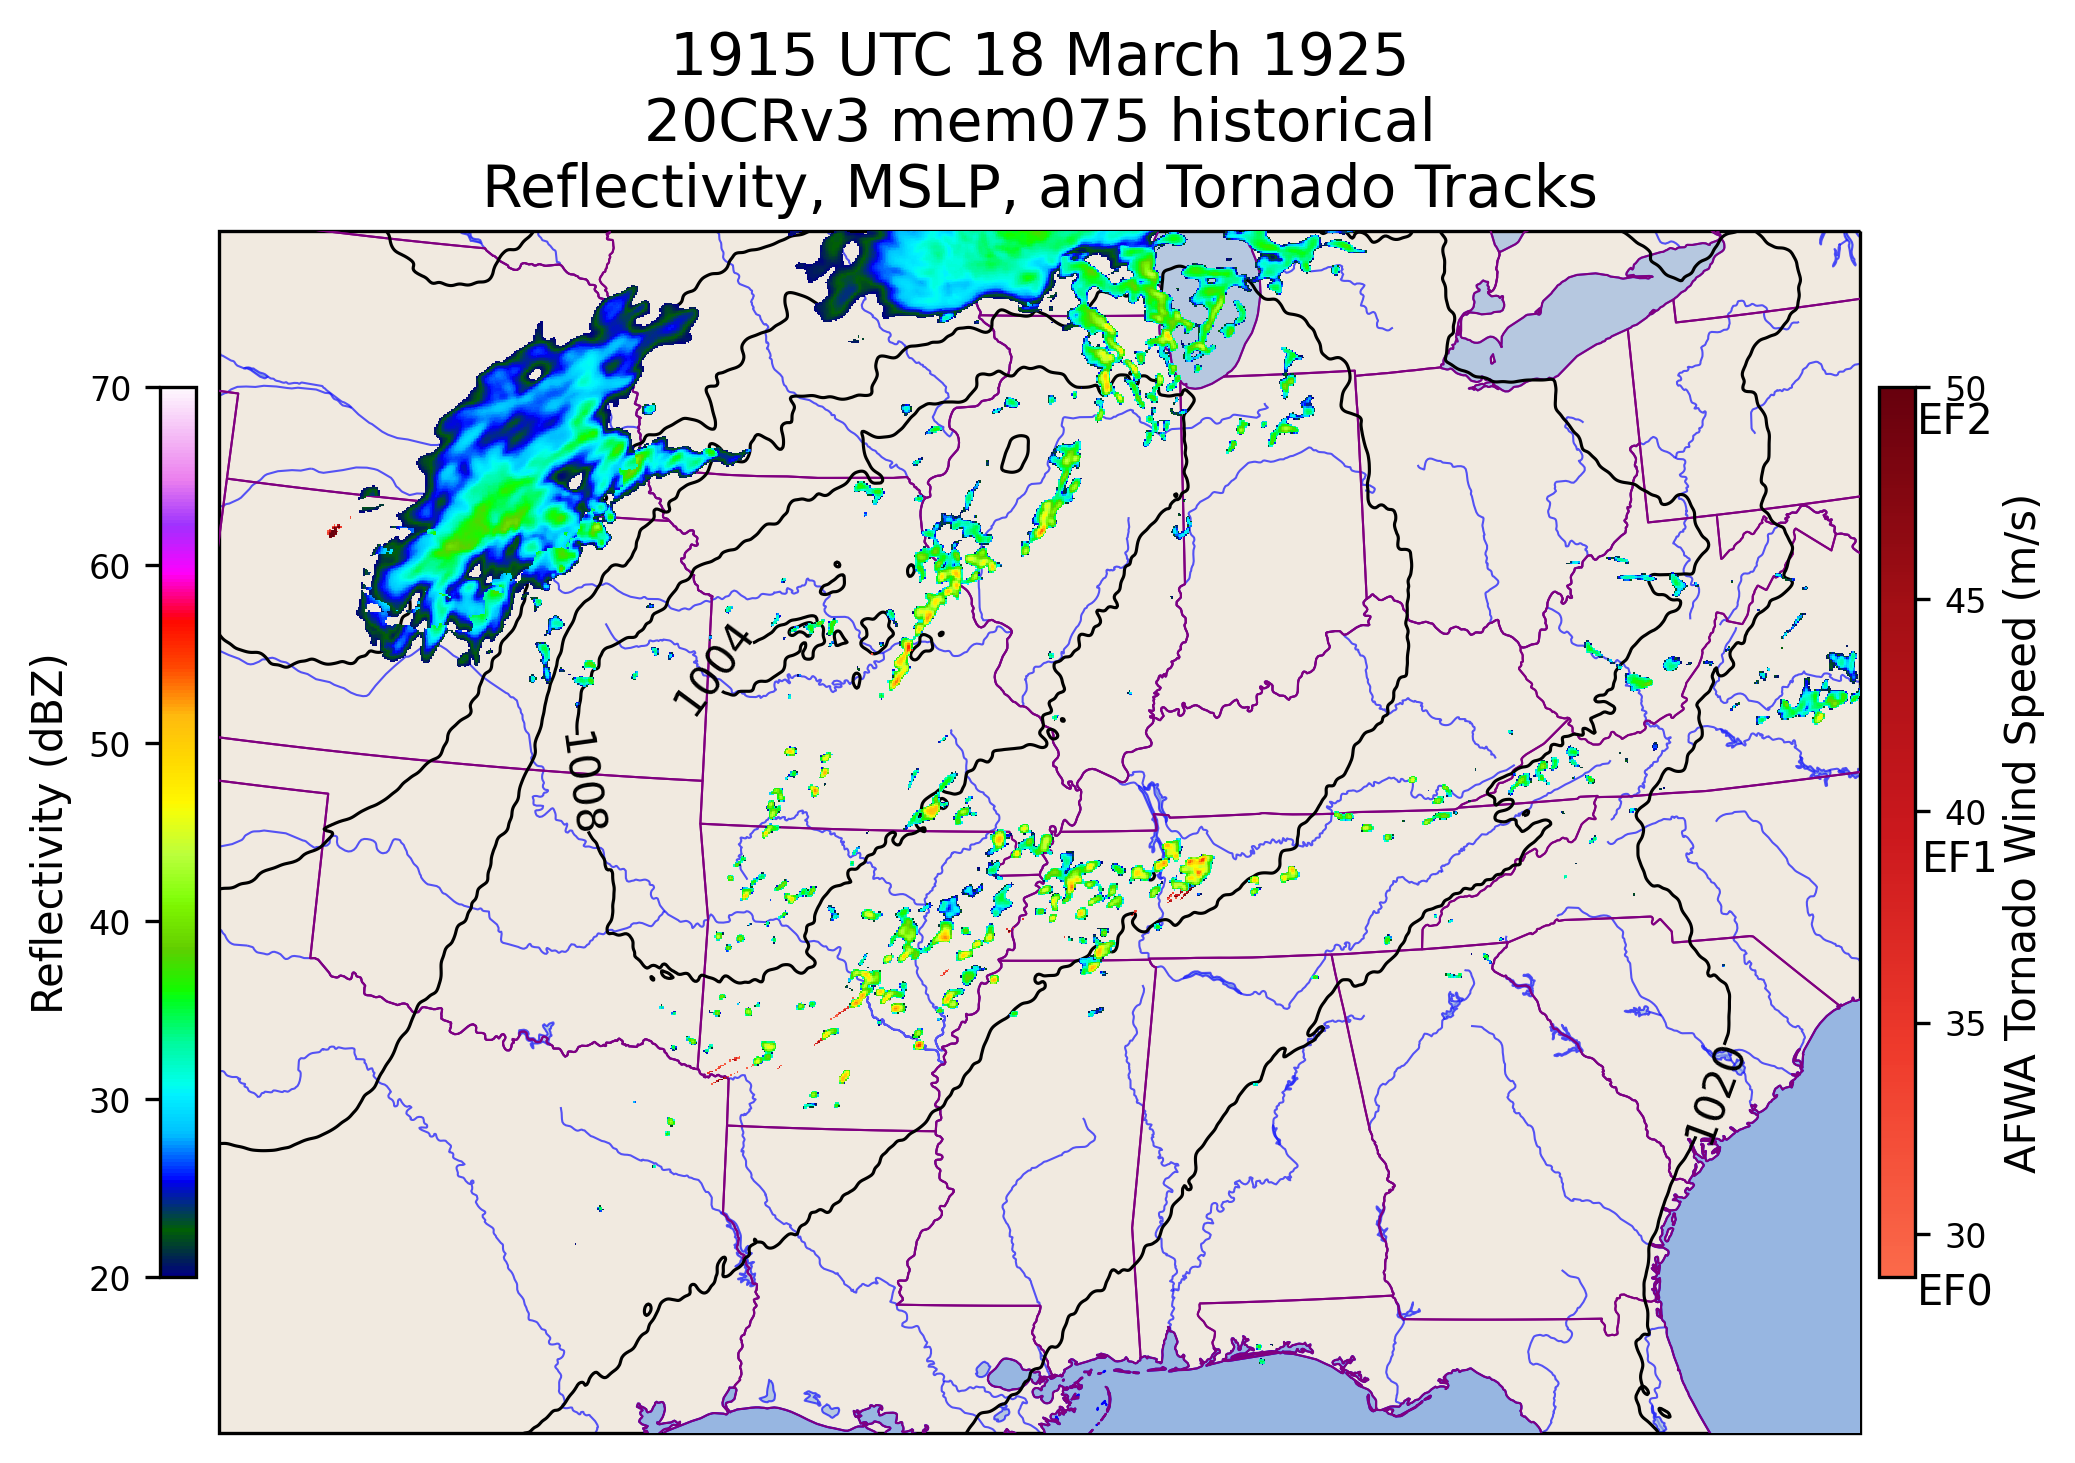 1915 UTC 18 March 1925
20CRv3 mem075 historical
Reflectivity, MSLP, and Tornado Tracks
70
60
50
40
30
20
Reflectivity (dBZ)
1004
1008
1020
50
EF2
45
40
EF1
35
30
EF0
AFWA Tornado Wind Speed (m/s)